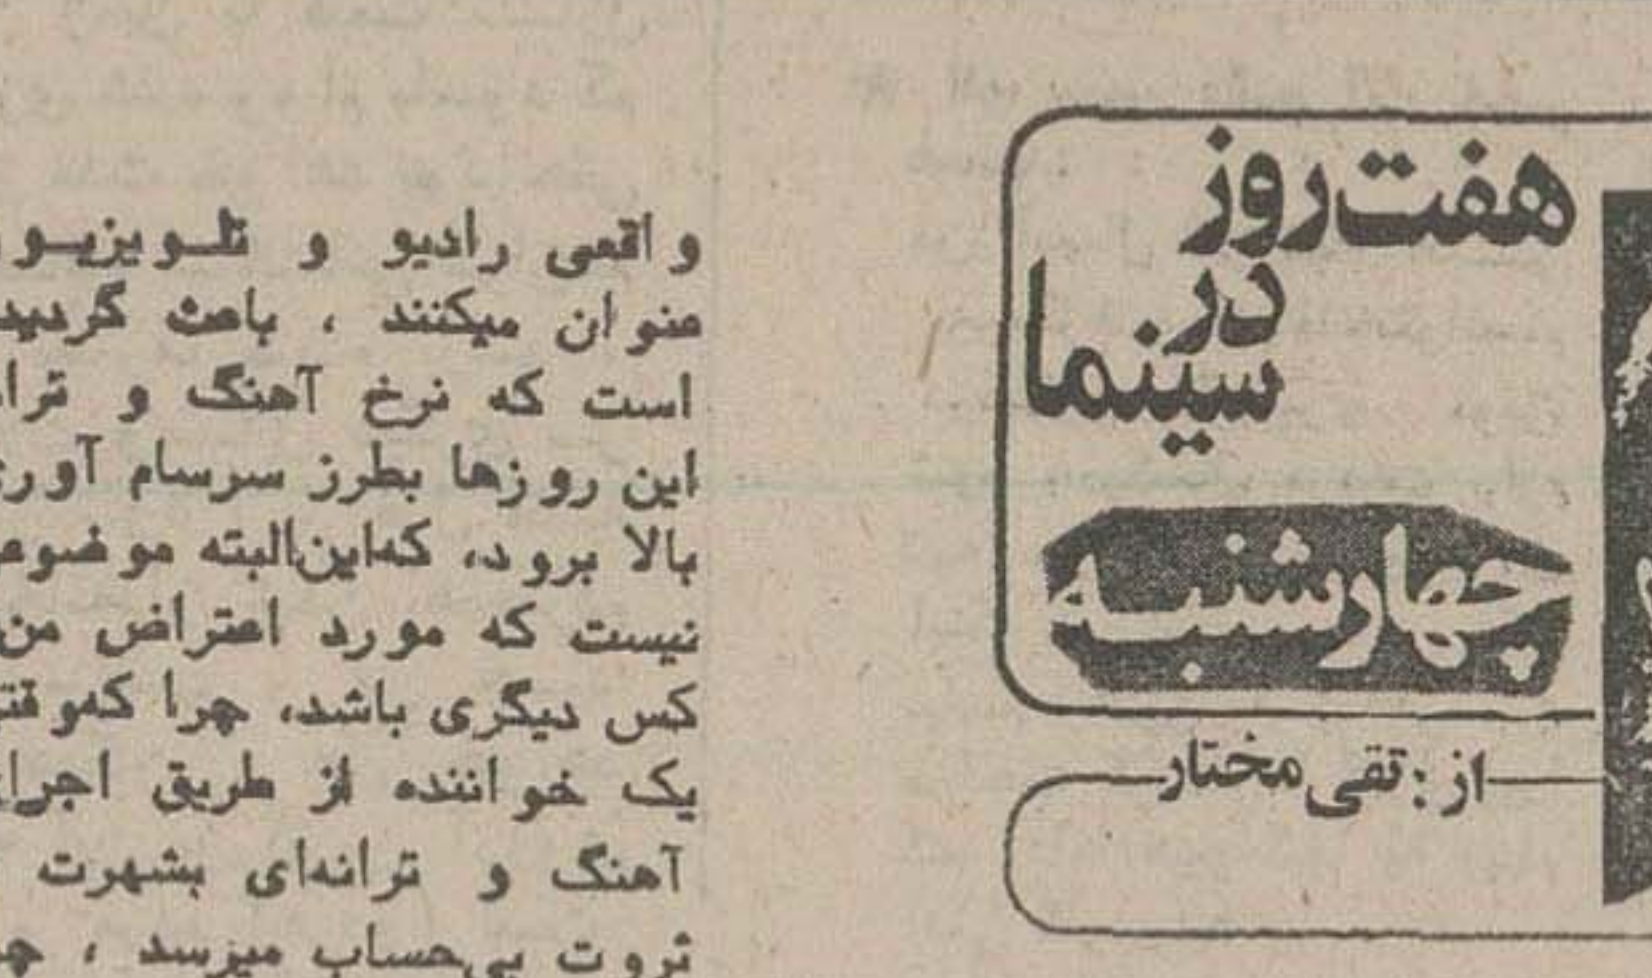 هفت روز
در
سینما
چهارشنبه
از: تقی مختار
واقعی رادیو و تلویزیو
عنوان میکنند ، باعث گردید
است که نرخ آهنگ و ترا
این روزها بطرز سرسام آور
بالا برود، که‌این‌البته موضوع
نیست که مورد اعتراض من
کس دیگری باشد، چرا که‌وقت
یک خواننده از طریق اجرا
آهنگ و ترانه‌ای بشهرت
ثروت بی‌حساب میرسد ،